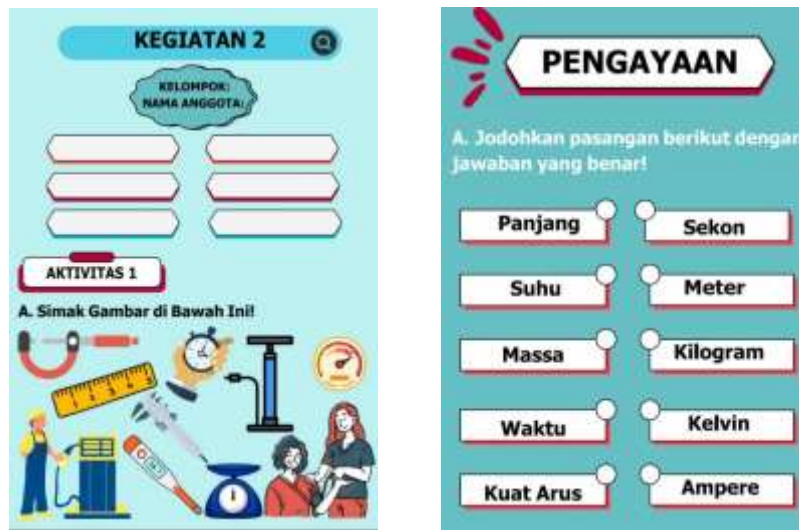 KEGIATAN 2
KELOMPOK:
NAMA ANGGOTA:
AKTIVITAS 1
A. Simak Gambar di Bawah Ini!
PENGAYAAN
A. Jodohkan pasangan berikut dengan
jawaban yang benar!
Panjang
Sekon
Suhu
Meter
Massa
Kilogram
Waktu
Kelvin
Kuat Arus
Ampere